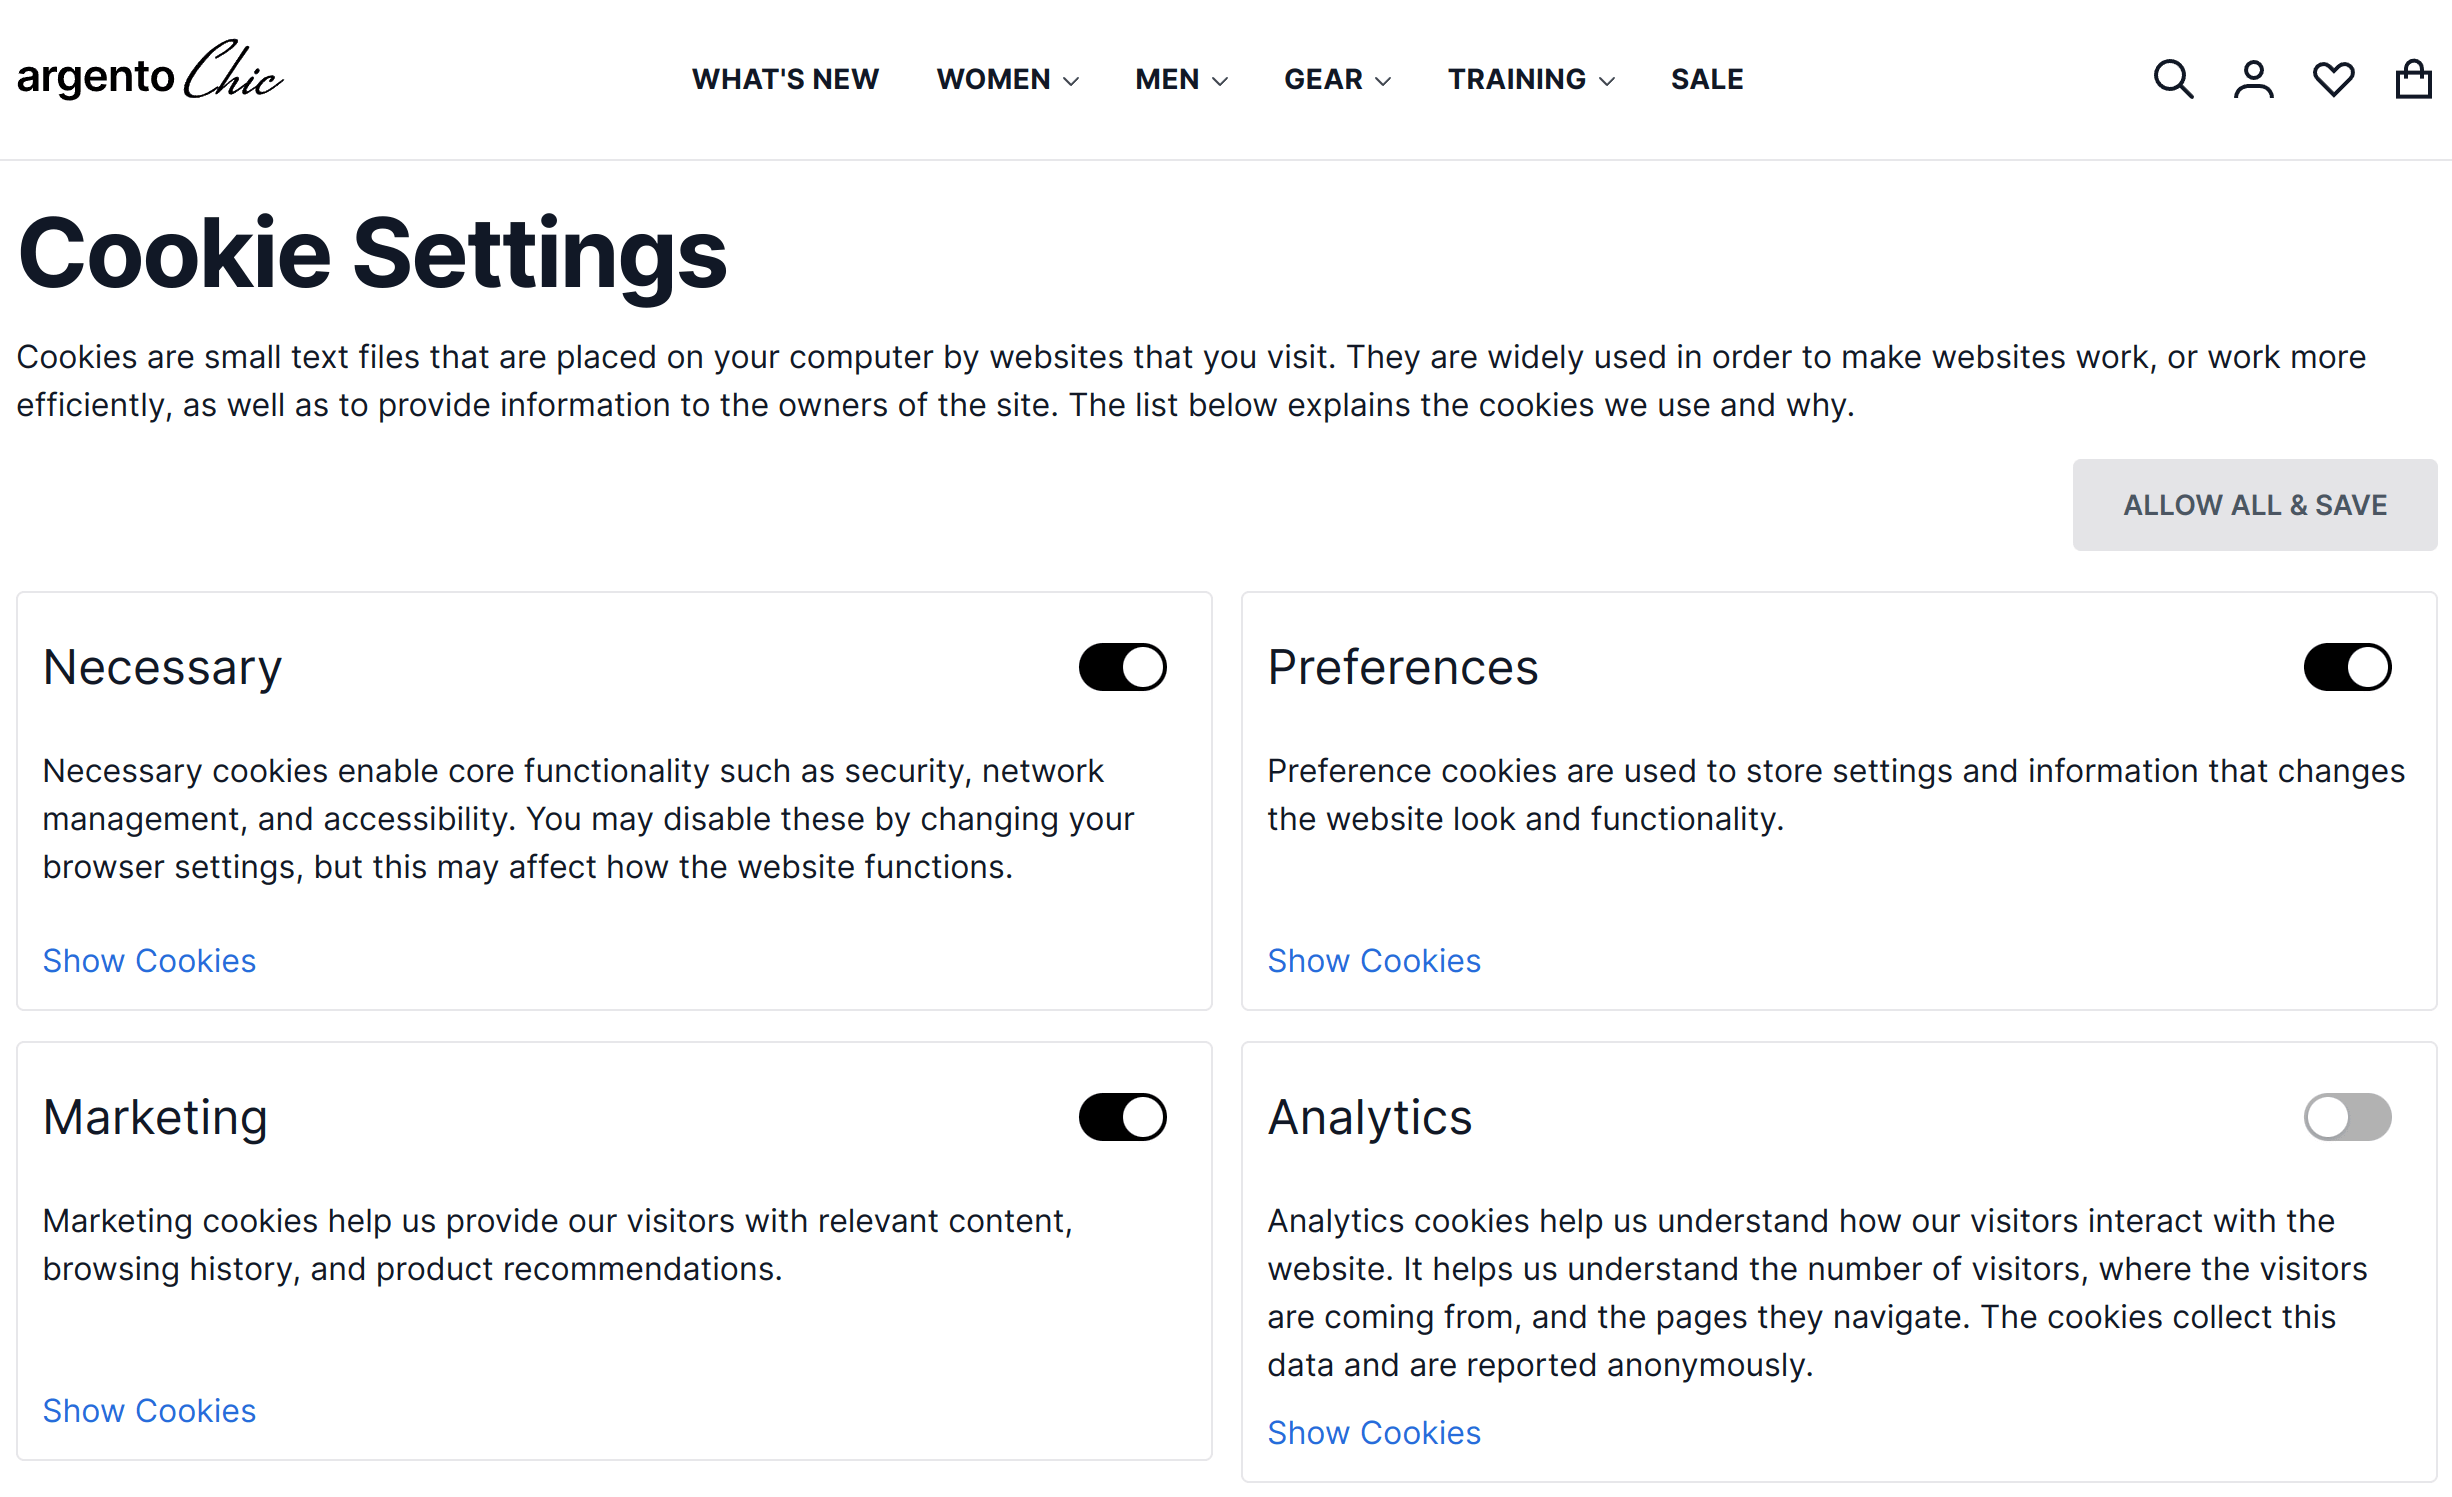 argento Chic
WHAT'S NEW WOMEN MEN GEAR TRAINING SALE
Cookie Settings
Cookies are small text files that are placed on your computer by websites that you visit. They are widely used in order to make websites work, or work more
efficiently, as well as to provide information to the owners of the site. The list below explains the cookies we use and why.
ALLOW ALL & SAVE
Necessary
Necessary cookies enable core functionality such as security, network
management, and accessibility. You may disable these by changing your
browser settings, but this may affect how the website functions.
Show Cookies
Preferences
Preference cookies are used to store settings and information that changes
the website look and functionality.
Show Cookies
Marketing
Marketing cookies help us provide our visitors with relevant content,
browsing history, and product recommendations.
Show Cookies
Analytics
Analytics cookies help us understand how our visitors interact with the
website. It helps us understand the number of visitors, where the visitors
are coming from, and the pages they navigate. The cookies collect this
data and are reported anonymously.
Show Cookies